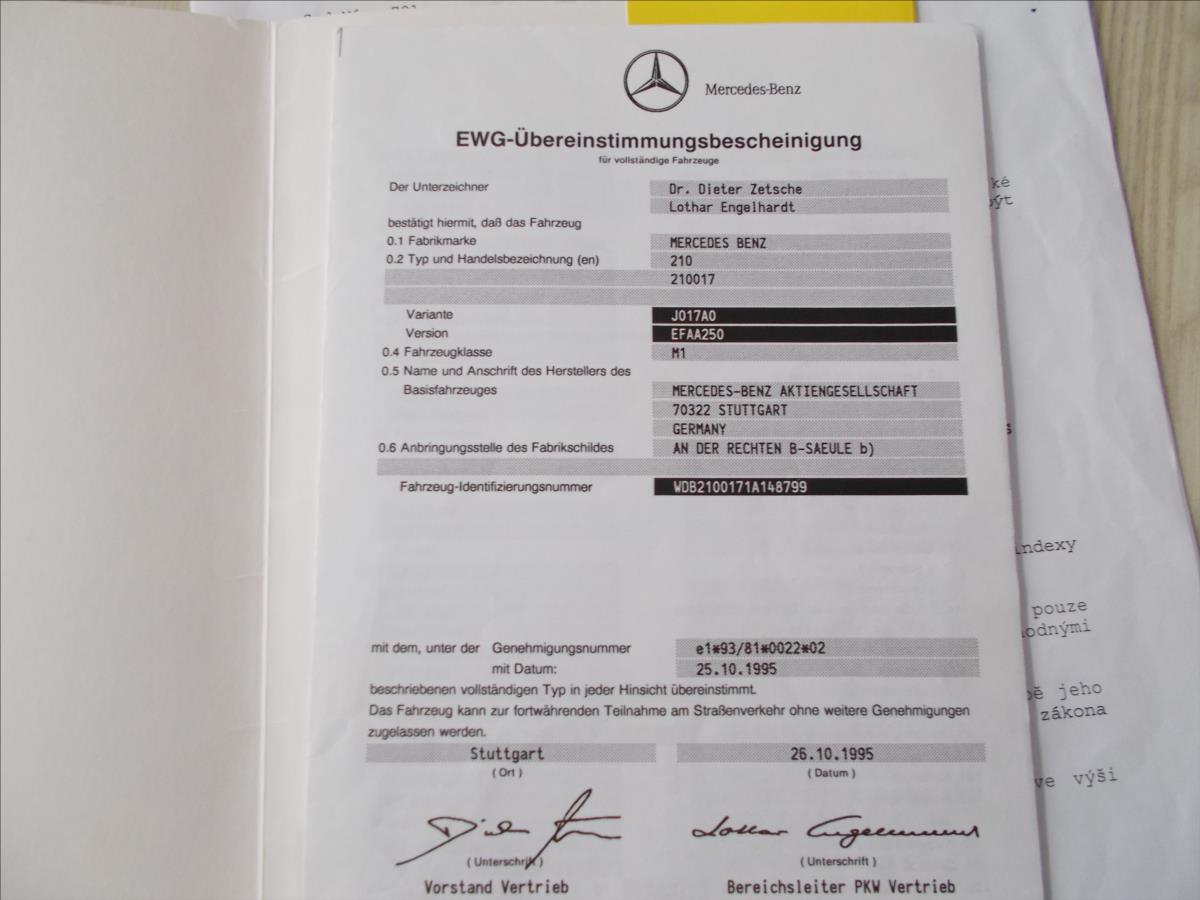 Mercedes-Benz
EWG-Übereinstimmungsbescheinigung
für vollständige Fahrzeuge
Der Unterzeichner Dr. Dieter Zetsche
Lothar Engelhardt
bestätigt hiermit, daß das Fahrzeug
0.1 Fabrikmarke MERCEDES BENZ
0.2 Typ und Handelsbezeichnung (en) 210
210017
Variante J017A0
Version EFAA250
0.4 Fahrzeugklasse M1
0.5 Name und Anschrift des Herstellers des
Basisfahrzeuges MERCEDES-BENZ AKTIENGESELLSCHAFT
70322 STUTTGART
GERMANY
0.6 Anbringungsstelle des Fabrikschildes AN DER RECHTEN B-SAEULE b)
Fahrzeug-Identifizierungsnummer WDB2100171A148799
mit dem, unter der Genehmigungsnummer e1*93/81*0022*02
mit Datum: 25.10.1995
beschriebenen vollständigen Typ in jeder Hinsicht übereinstimmt.
Das Fahrzeug kann zur fortwährenden Teilnahme am Straßenverkehr ohne weitere Genehmigungen
zugelassen werden.
Stuttgart 26.10.1995
(Ort) (Datum)
(Unterschrift) (Unterschrift)
Vorstand Vertrieb Bereichsleiter PKW Vertrieb
ké
být
indexy
pouze
odnými
jeho
zákona
ve výši